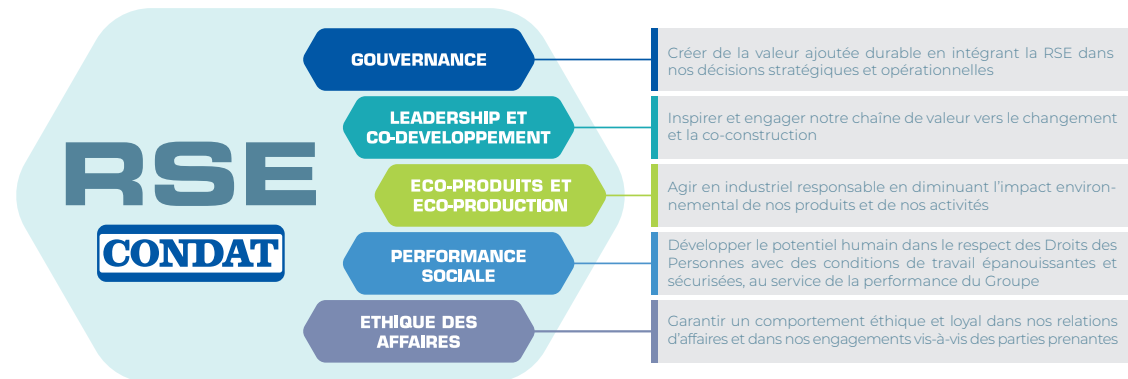 RSE
CONDAT
GOUVERNANCE
Créer de la valeur ajoutée durable en intégrant la RSE dans
nos décisions stratégiques et opérationnelles
LEADERSHIP ET
CO-DEVELOPPEMENT
Inspirer et engager notre chaîne de valeur vers le changement
et la co-construction
ECO-PRODUITS ET
ECO-PRODUCTION
Agir en industriel responsable en diminuant l'impact environ-
nemental de nos produits et de nos activités
PERFORMANCE
SOCIALE
Développer le potentiel humain dans le respect des Droits des
Personnes avec des conditions de travail épanouissantes et
sécurisées, au service de la performance du Groupe
ETHIQUE DES
AFFAIRES
Garantir un comportement éthique et loyal dans nos relations
d'affaires et dans nos engagements vis-à-vis des parties prenantes